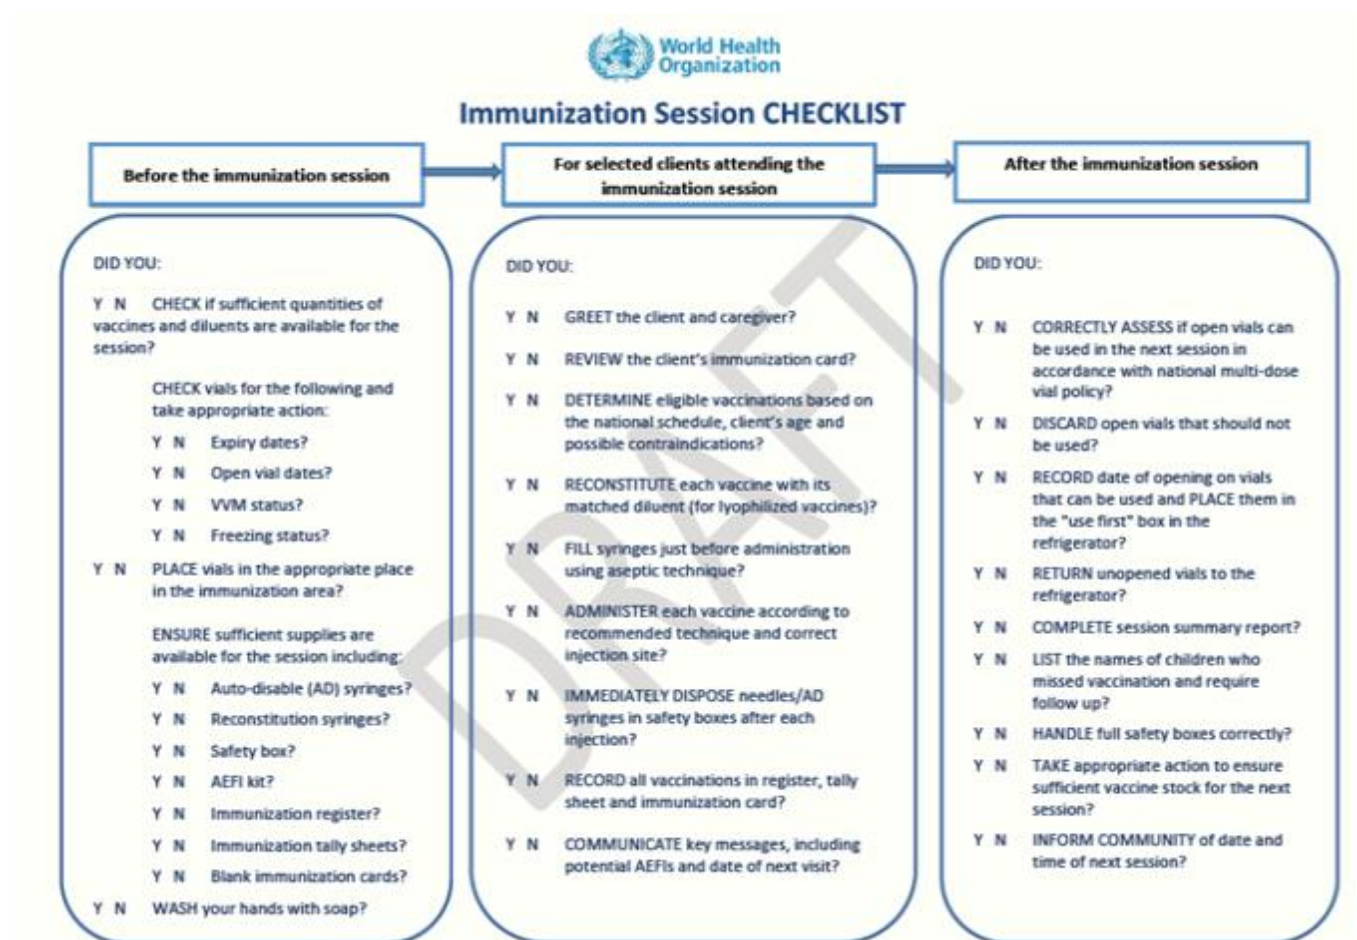 World Health
Organization
Immunization Session CHECKLIST
Before the immunization session
DID YOU:
Y N CHECK if sufficient quantities of
vaccines and diluents are available for the
session?
CHECK vials for the following and
take appropriate action:
Y N Expiry dates?
Y N Open vial dates?
Y N VVM status?
Y N Freezing status?
Y N PLACE vials in the appropriate place
in the immunization area?
ENSURE sufficient supplies are
available for the session including:
Y N Auto-disable (AD) syringes?
Y N Reconstitution syringes?
Y N Safety box?
Y N AEFI kit?
Y N Immunization register?
Y N Immunization tally sheets?
Y N Blank immunization cards?
Y N WASH your hands with soap?
For selected clients attending the
immunization session
DID YOU:
Y N GREET the client and caregiver?
Y N REVIEW the client's immunization card?
Y N DETERMINE eligible vaccinations based on
the national schedule, client's age and
possible contraindications?
Y N RECONSTITUTE each vaccine with its
matched diluent (for lyophilized vaccines)?
Y N FILL syringes just before administration
using aseptic technique?
Y N ADMINISTER each vaccine according to
recommended technique and correct
injection site?
Y N IMMEDIATELY DISPOSE needles/AD
syringes in safety boxes after each
injection?
Y N RECORD all vaccinations in register, tally
sheet and immunization card?
Y N COMMUNICATE key messages, including
potential AEFIs and date of next visit?
After the immunization session
DID YOU:
Y N CORRECTLY ASSESS if open vials can
be used in the next session in
accordance with national multi-dose
vial policy?
Y N DISCARD open vials that should not
be used?
Y N RECORD date of opening on vials
that can be used and PLACE them in
the "use first" box in the
refrigerator?
Y N RETURN unopened vials to the
refrigerator?
Y N COMPLETE session summary report?
Y N LIST the names of children who
missed vaccination and require
follow up?
Y N HANDLE full safety boxes correctly?
Y N TAKE appropriate action to ensure
sufficient vaccine stock for the next
session?
Y N INFORM COMMUNITY of date and
time of next session?
DRAFT